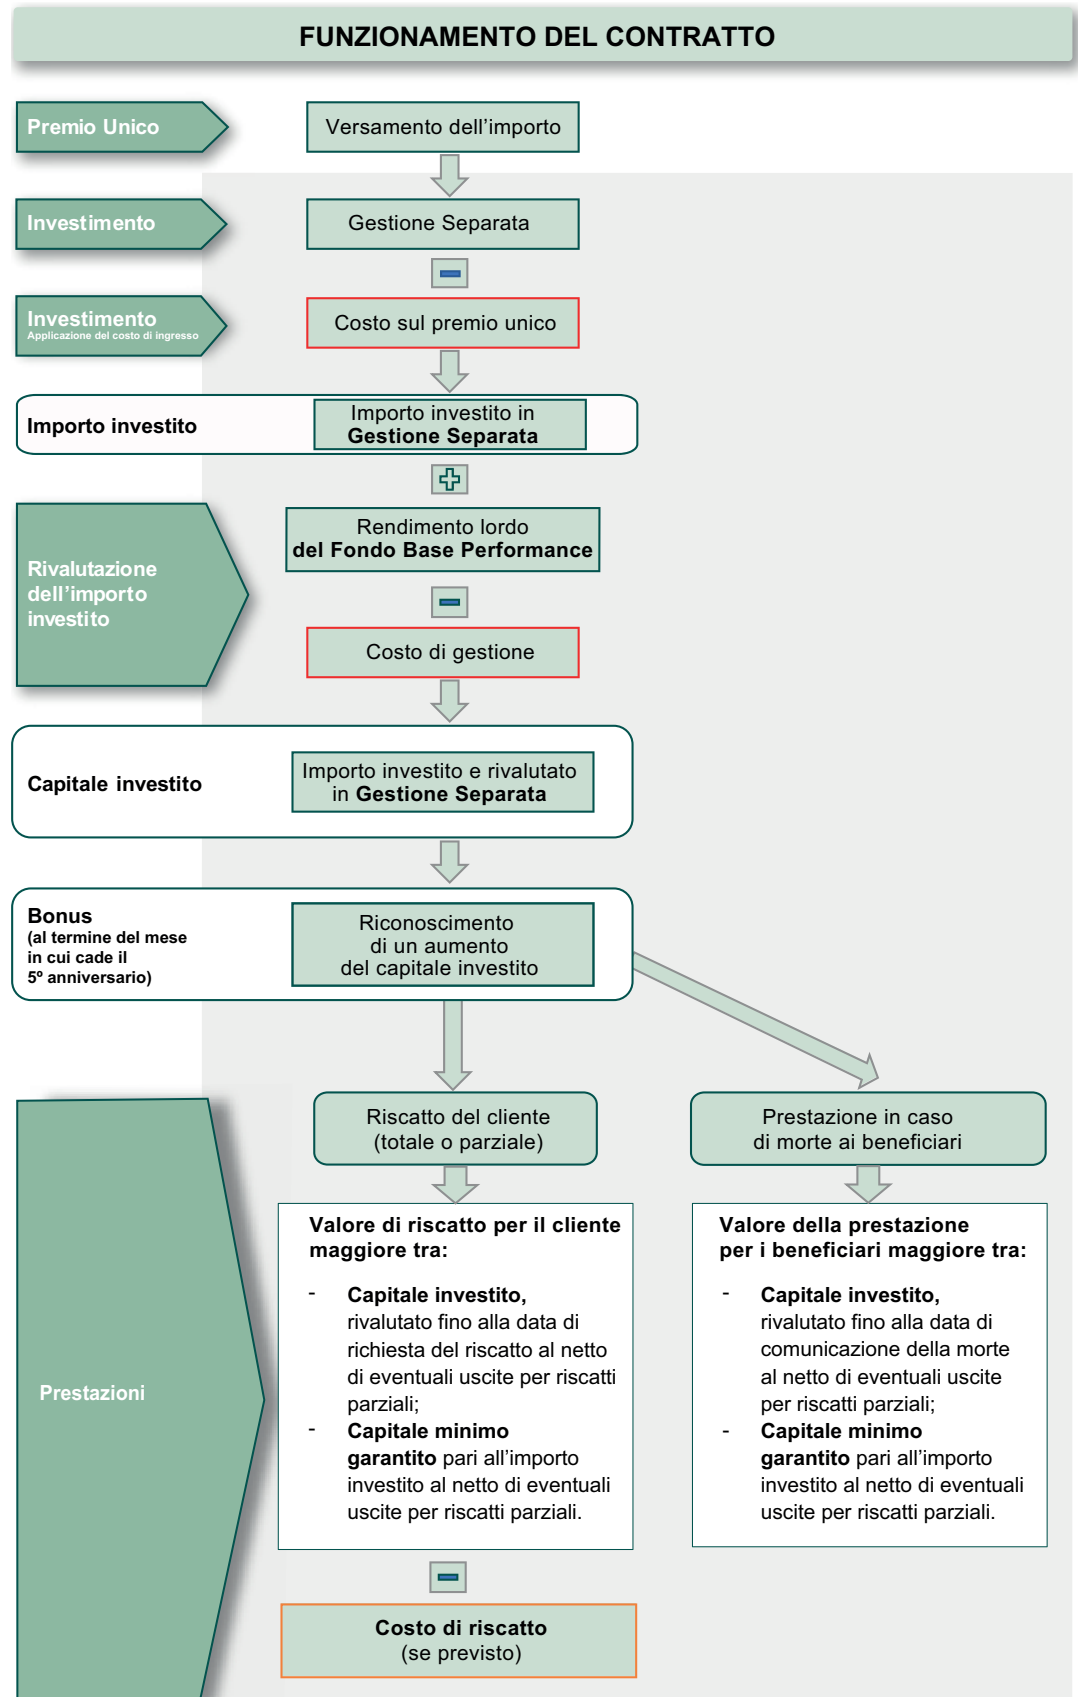 FUNZIONAMENTO DEL CONTRATTO
Premio Unico
Versamento dell’importo
Investimento
Gestione Separata
Investimento
Applicazione del costo di ingresso
Costo sul premio unico
Importo investito
Importo investito in
Gestione Separata
Rendimento lordo
del Fondo Base Performance
Rivalutazione
dell’importo
investito
Costo di gestione
Capitale investito
Importo investito e rivalutato
in Gestione Separata
Bonus
(al termine del mese
in cui cade il
5º anniversario)
Riconoscimento
di un aumento
del capitale investito
Riscatto del cliente
(totale o parziale)
Prestazione in caso
di morte ai beneficiari
Prestazioni
Valore di riscatto per il cliente
maggiore tra:
- Capitale investito,
rivalutato fino alla data di
richiesta del riscatto al netto
di eventuali uscite per riscatti
parziali;
- Capitale minimo
garantito pari all’importo
investito al netto di eventuali
uscite per riscatti parziali.
Valore della prestazione
per i beneficiari maggiore tra:
- Capitale investito,
rivalutato fino alla data di
comunicazione della morte
al netto di eventuali uscite
per riscatti parziali;
- Capitale minimo
garantito pari all’importo
investito al netto di eventuali
uscite per riscatti parziali.
Costo di riscatto
(se previsto)